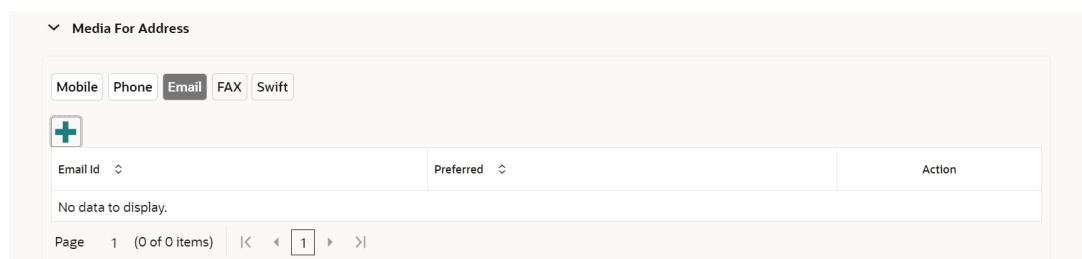 Media For Address
Mobile Phone Email FAX Swift
Email Id Preferred Action
No data to display.
Page 1 (0 of 0 items) 1